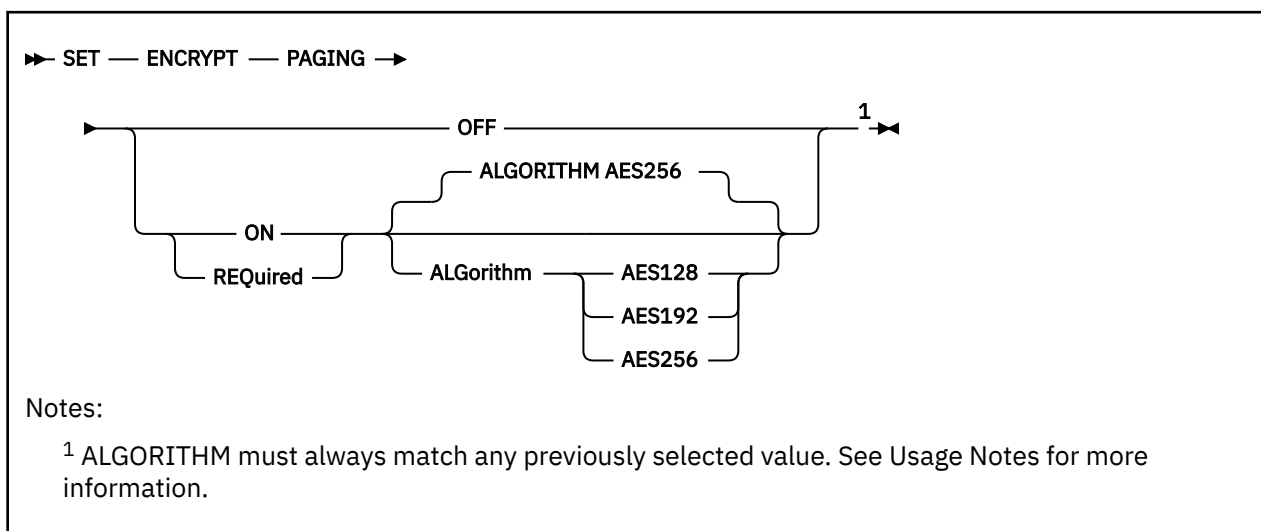 SET ENCRYPT PAGING
OFF 1
ALGORITHM AES256
ON
REQuired
ALGorithm AES128
AES192
AES256
Notes:
1 ALGORITHM must always match any previously selected value. See Usage Notes for more
information.